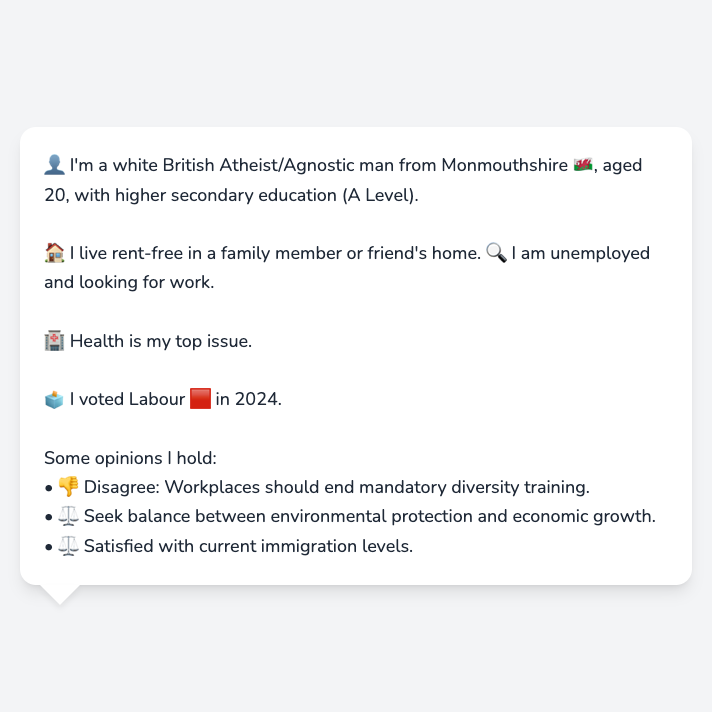 👤 I'm a white British Atheist/Agnostic man from Monmouthshire 🏴󠁧󠁢󠁷󠁬󠁳󠁿, aged
20, with higher secondary education (A Level).
🏠 I live rent-free in a family member or friend's home. 🔍 I am unemployed
and looking for work.
🏥 Health is my top issue.
🗳️ I voted Labour 🟥 in 2024.
Some opinions I hold:
• 👎 Disagree: Workplaces should end mandatory diversity training.
• ⚖️ Seek balance between environmental protection and economic growth.
• ⚖️ Satisfied with current immigration levels.